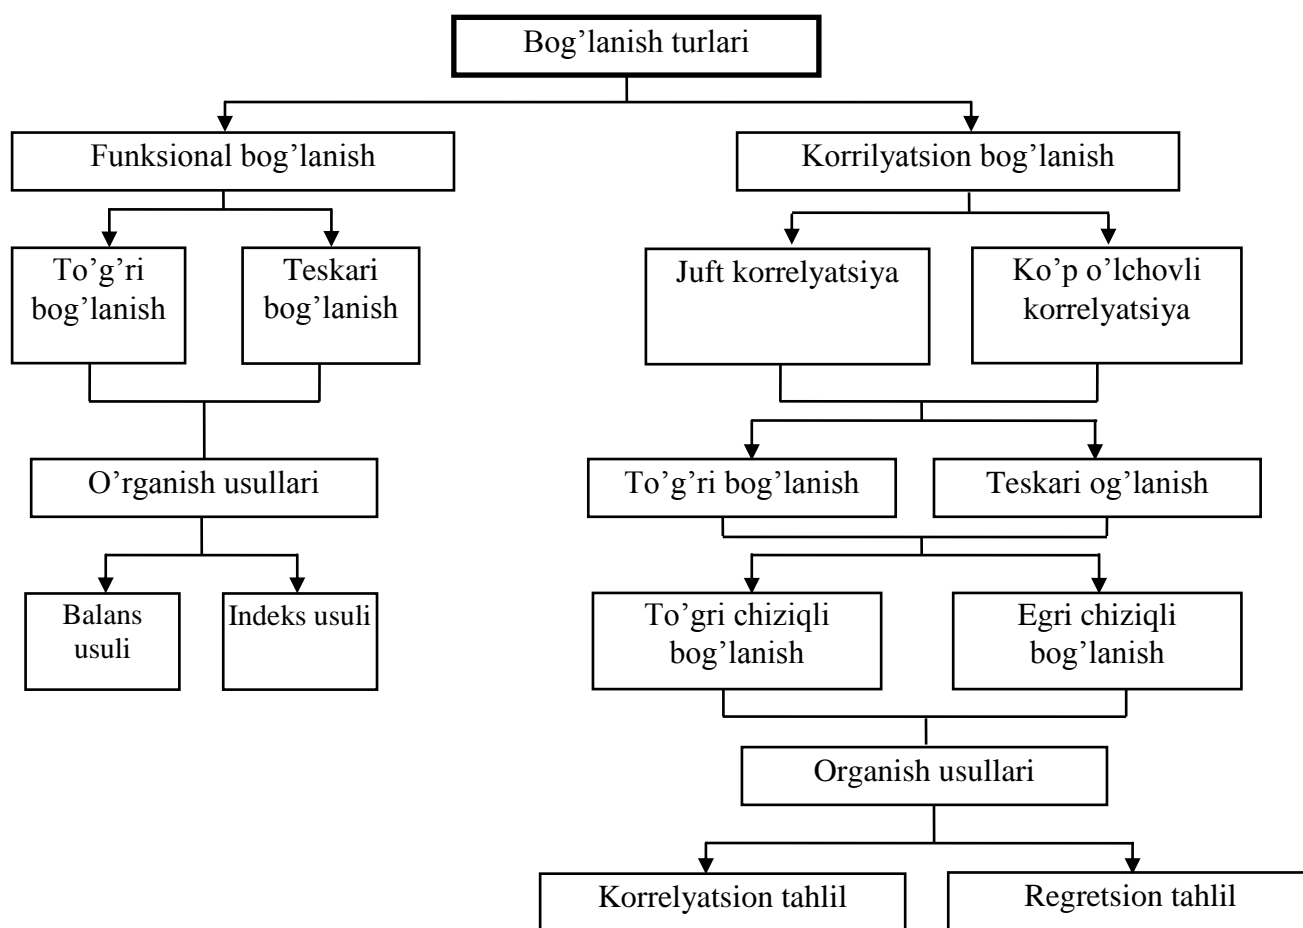 Bog’lanish turlari
Funksional bog’lanish
Korrilyatsion bog’lanish
To’g’ri
bog’lanish
Teskari
bog’lanish
Juft korrelyatsiya
Ko’p o’lchovli
korrelyatsiya
O’rganish usullari
To’g’ri bog’lanish
Teskari og’lanish
Balans
usuli
Indeks usuli
To’gri chiziqli
bog’lanish
Egri chiziqli
bog’lanish
Organish usullari
Korrelyatsion tahlil
Regretsion tahlil